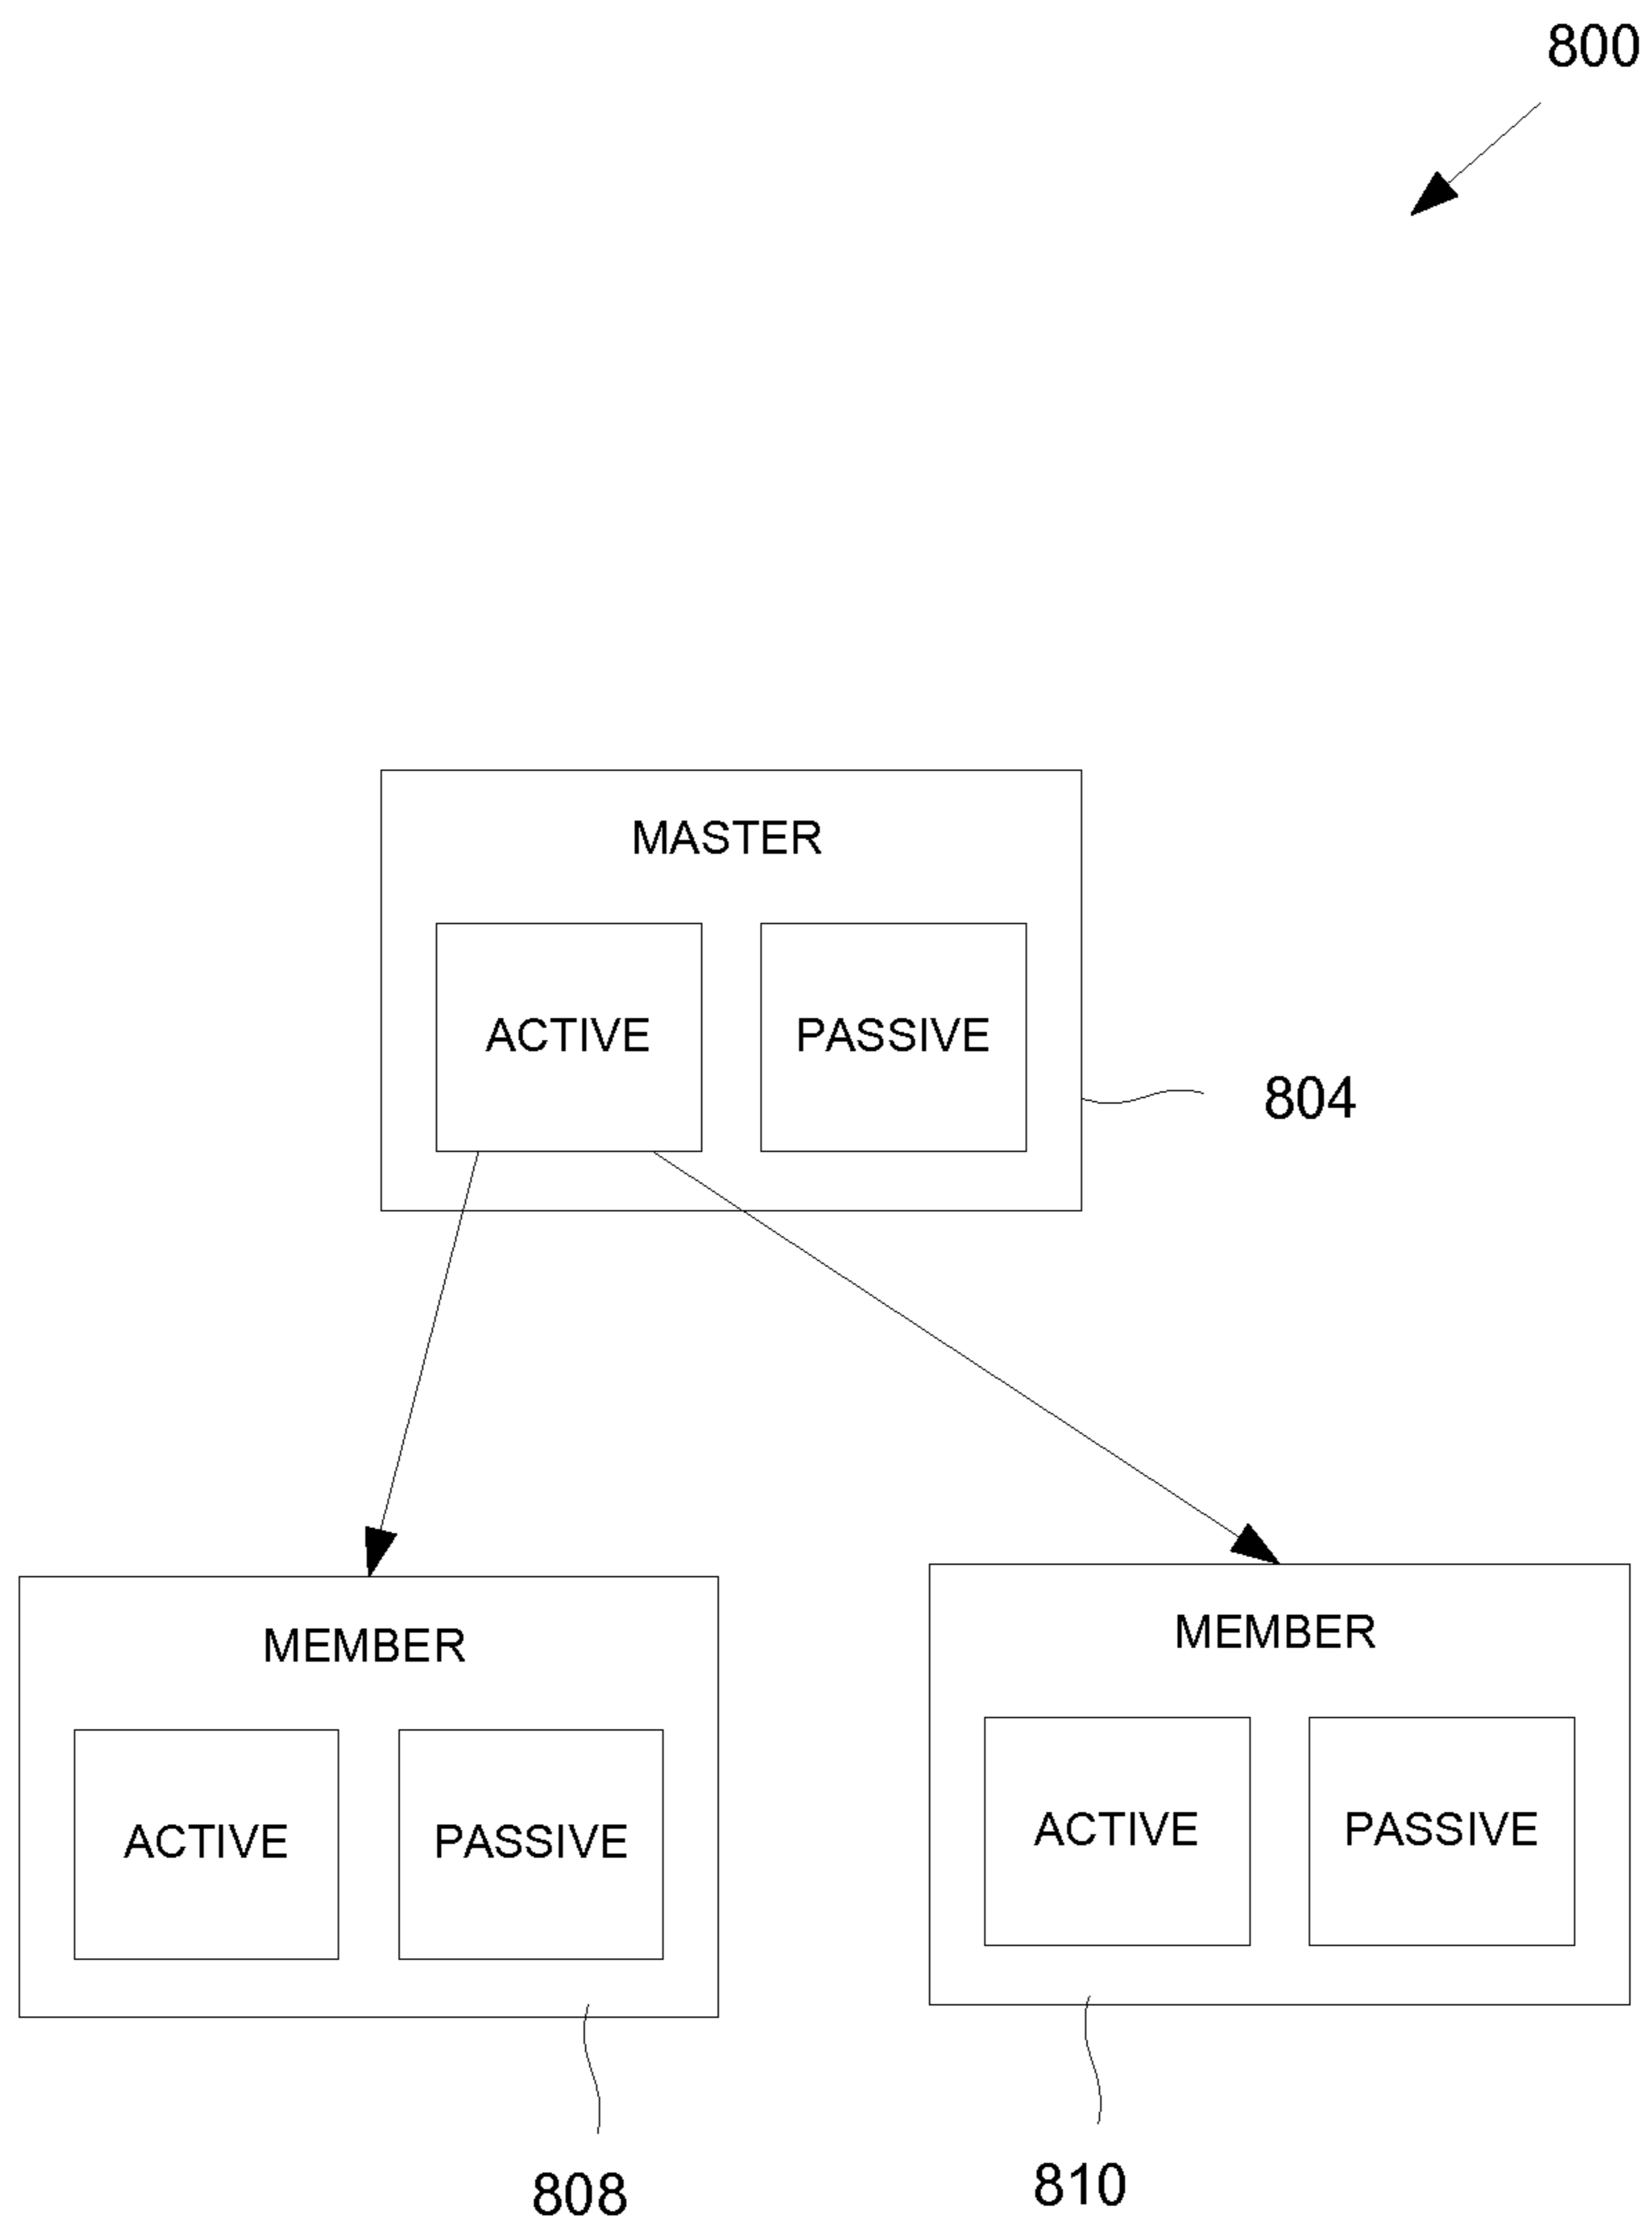 800
MASTER
ACTIVE PASSIVE
804
MEMBER MEMBER
ACTIVE PASSIVE ACTIVE PASSIVE
808 810